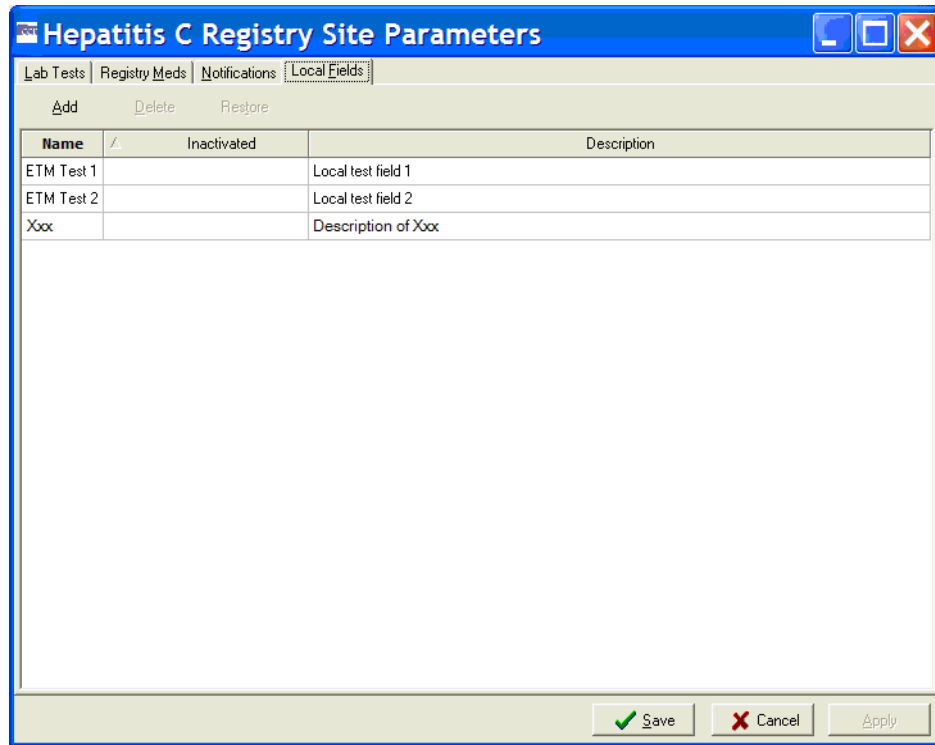 Hepatitis C Registry Site Parameters
Lab Tests Registry Meds Notifications Local Fields
Add Delete Restore
Name Inactivated Description
ETM Test 1 Local test field 1
ETM Test 2 Local test field 2
Xxx Description of Xxx
Save Cancel Apply